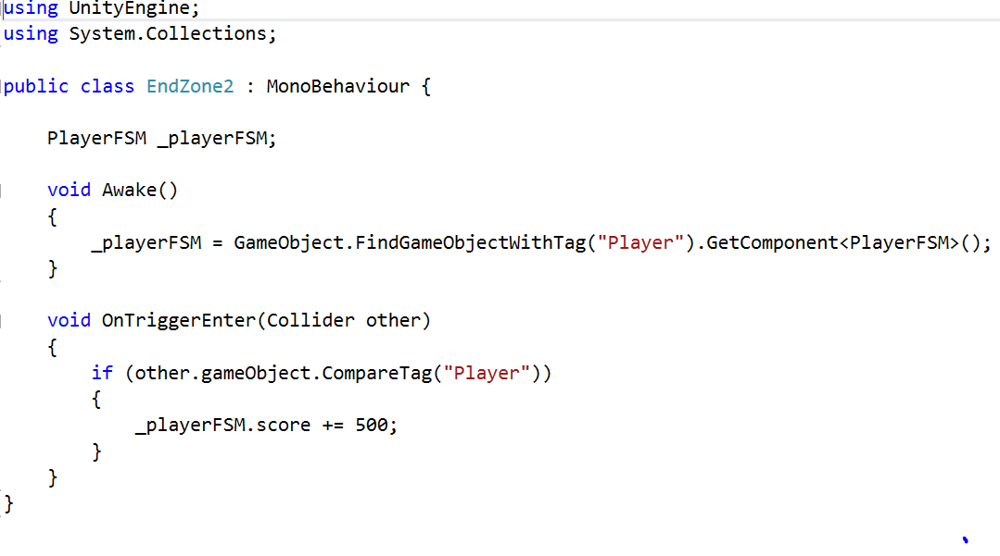 using UnityEngine;
using System.Collections;
public class EndZone2 : MonoBehaviour {
PlayerFSM _playerFSM;
void Awake()
{
_playerFSM = GameObject.FindGameObjectWithTag("Player").GetComponent<PlayerFSM>();
}
void OnTriggerEnter(Collider other)
{
if (other.gameObject.CompareTag("Player"))
{
_playerFSM.score += 500;
}
}
}